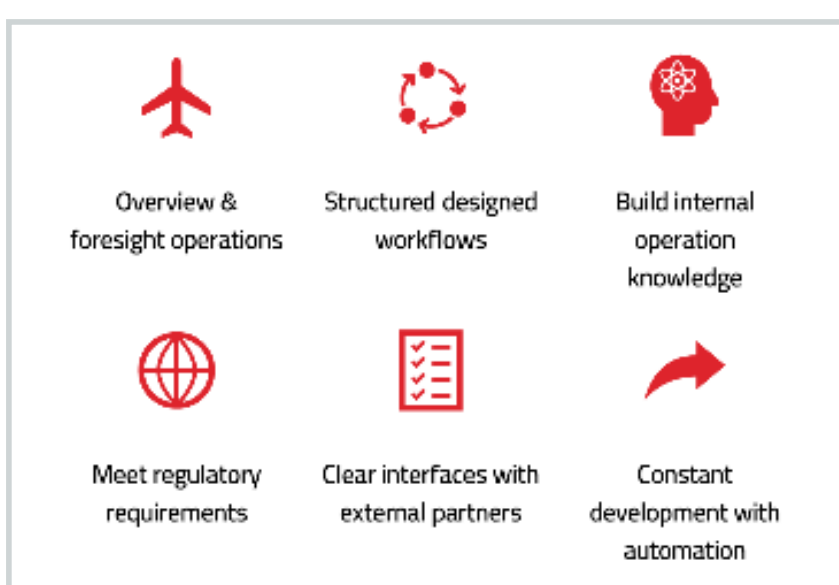 Overview &
foresight operations
Structured designed
workflows
Build internal
operation
knowledge
Meet regulatory
requirements
Clear interfaces with
external partners
Constant
development with
automation